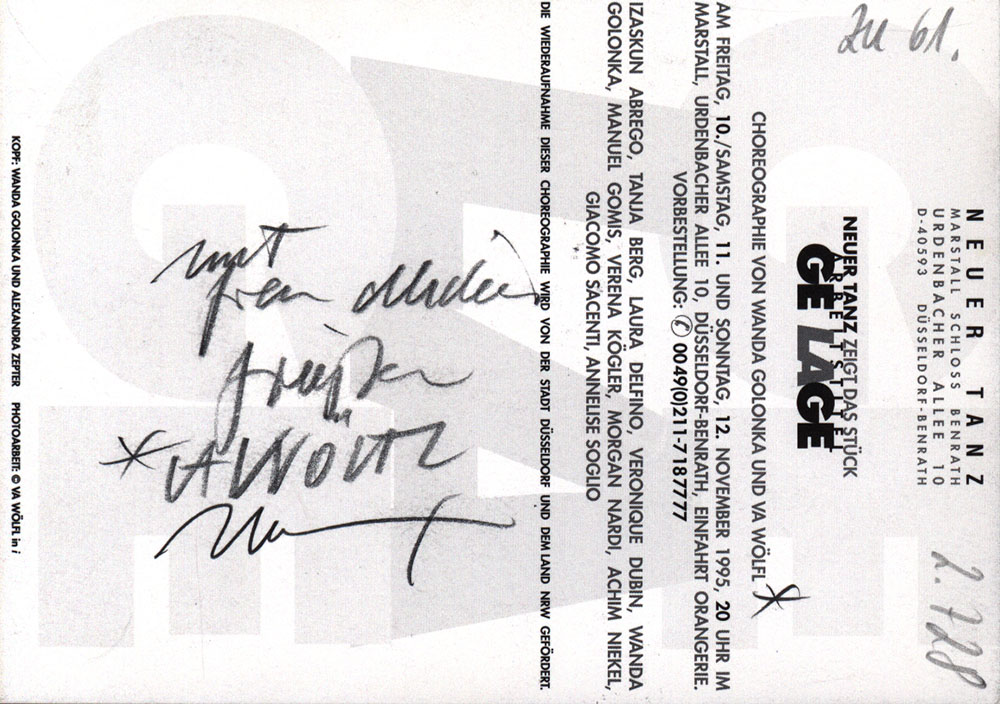 NEUER TANZ
MARSTALL SCHLOSS BENRATH
URDENBACHER ALLEE 10
D-40593 DÜSSELDORF-BENRATH
NEUER TANZ ZEIGT DAS STÜCK
ARBEITSTITEL
GE LAGE
CHOREOGRAPHIE VON WANDA GOLONKA UND VA WÖLFL
AM FREITAG, 10./SAMSTAG, 11. UND SONNTAG, 12. NOVEMBER 1995, 20 UHR IM
MARSTALL, URDENBACHER ALLEE 10, DÜSSELDORF-BENRATH, EINFAHRT ORANGERIE.
VORBESTELLUNG: ✆ 0049(0)211-718777
IZASKUN ABREGO, TANJA BERG, LAURA DELFINO, VERONIQUE DUBIN, WANDA
GOLONKA, MANUEL GOMIS, VERENA KÖGLER, MORGAN NARDI, ACHIM NIEKEL,
GIACOMO SACENTI, ANNELISE SOGLIO
DIE WIEDERAUFNAHME DIESER CHOREOGRAPHIE WIRD VON DER STADT DÜSSELDORF UND DEM LAND NRW GEFÖRDERT.
KOPF: WANDA GOLONKA UND ALEXANDRA ZEPTER PHOTOARBEIT: © VA WÖLFL in i
GE
LA
GE
zu 61.
2.728
mit
grüßen